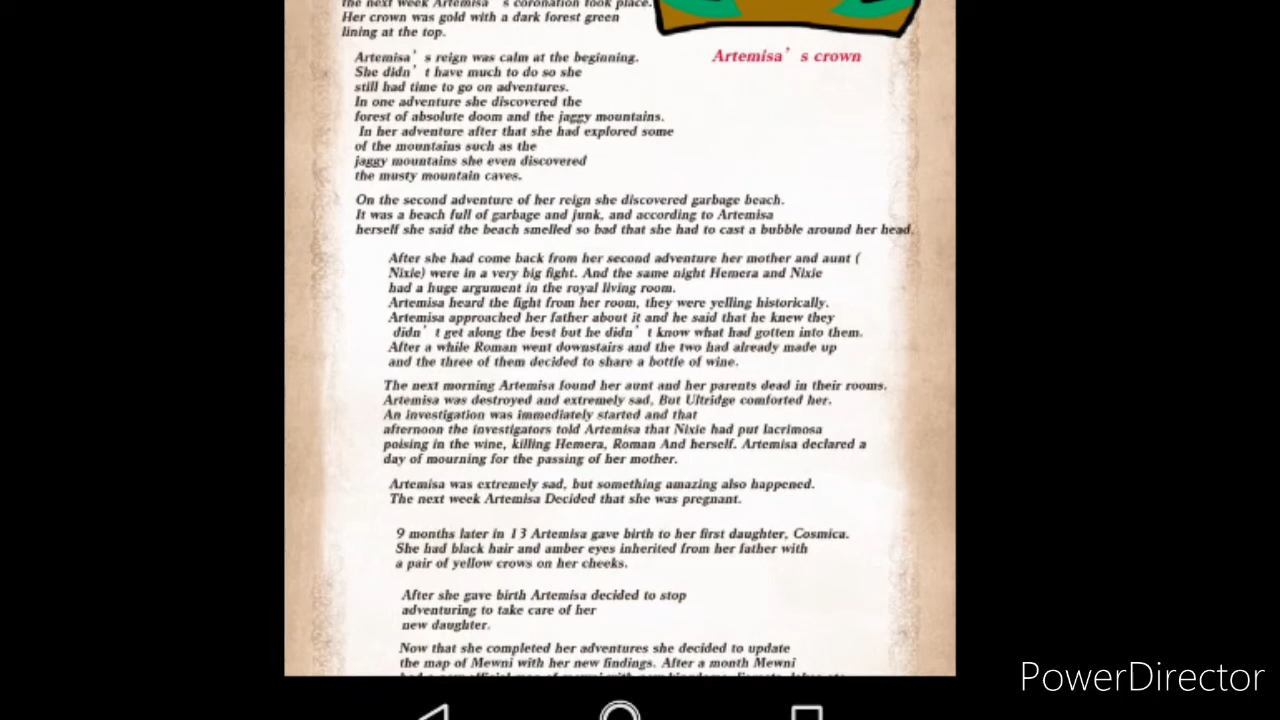 the next week Artemisa's coronation took place.
Her crown was gold with a dark forest green
lining at the top.
Artemisa's crown
Artemisa's reign was calm at the beginning.
She didn't have much to do so she
still had time to go on adventures.
In one adventure she discovered the
forest of absolute doom and the jaggy mountains.
In her adventure after that she had explored some
of the mountains such as the
jaggy mountains she even discovered
the musty mountain caves.
On the second adventure of her reign she discovered garbage beach.
It was a beach full of garbage and junk, and according to Artemisa
herself she said the beach smelled so bad that she had to cast a bubble around her head.
After she had come back from her second adventure her mother and aunt (
Nixie) were in a very big fight. And the same night Hemera and Nixie
had a huge argument in the royal living room.
Artemisa heard the fight from her room, they were yelling historically.
Artemisa approached her father about it and he said that he knew they
didn't get along the best but he didn't know what had gotten into them.
After a while Roman went downstairs and the two had already made up
and the three of them decided to share a bottle of wine.
The next morning Artemisa found her aunt and her parents dead in their rooms.
Artemisa was destroyed and extremely sad, But Ultridge comforted her.
An investigation was immediately started and that
afternoon the investigators told Artemisa that Nixie had put lacrimosa
poising in the wine, killing Hemera, Roman And herself. Artemisa declared a
day of mourning for the passing of her mother.
Artemisa was extremely sad, but something amazing also happened.
The next week Artemisa Decided that she was pregnant.
9 months later in 13 Artemisa gave birth to her first daughter, Cosmica.
She had black hair and amber eyes inherited from her father with
a pair of yellow crows on her cheeks.
After she gave birth Artemisa decided to stop
adventuring to take care of her
new daughter.
Now that she completed her adventures she decided to update
the map of Mewni with her new findings. After a month Mewni
PowerDirector